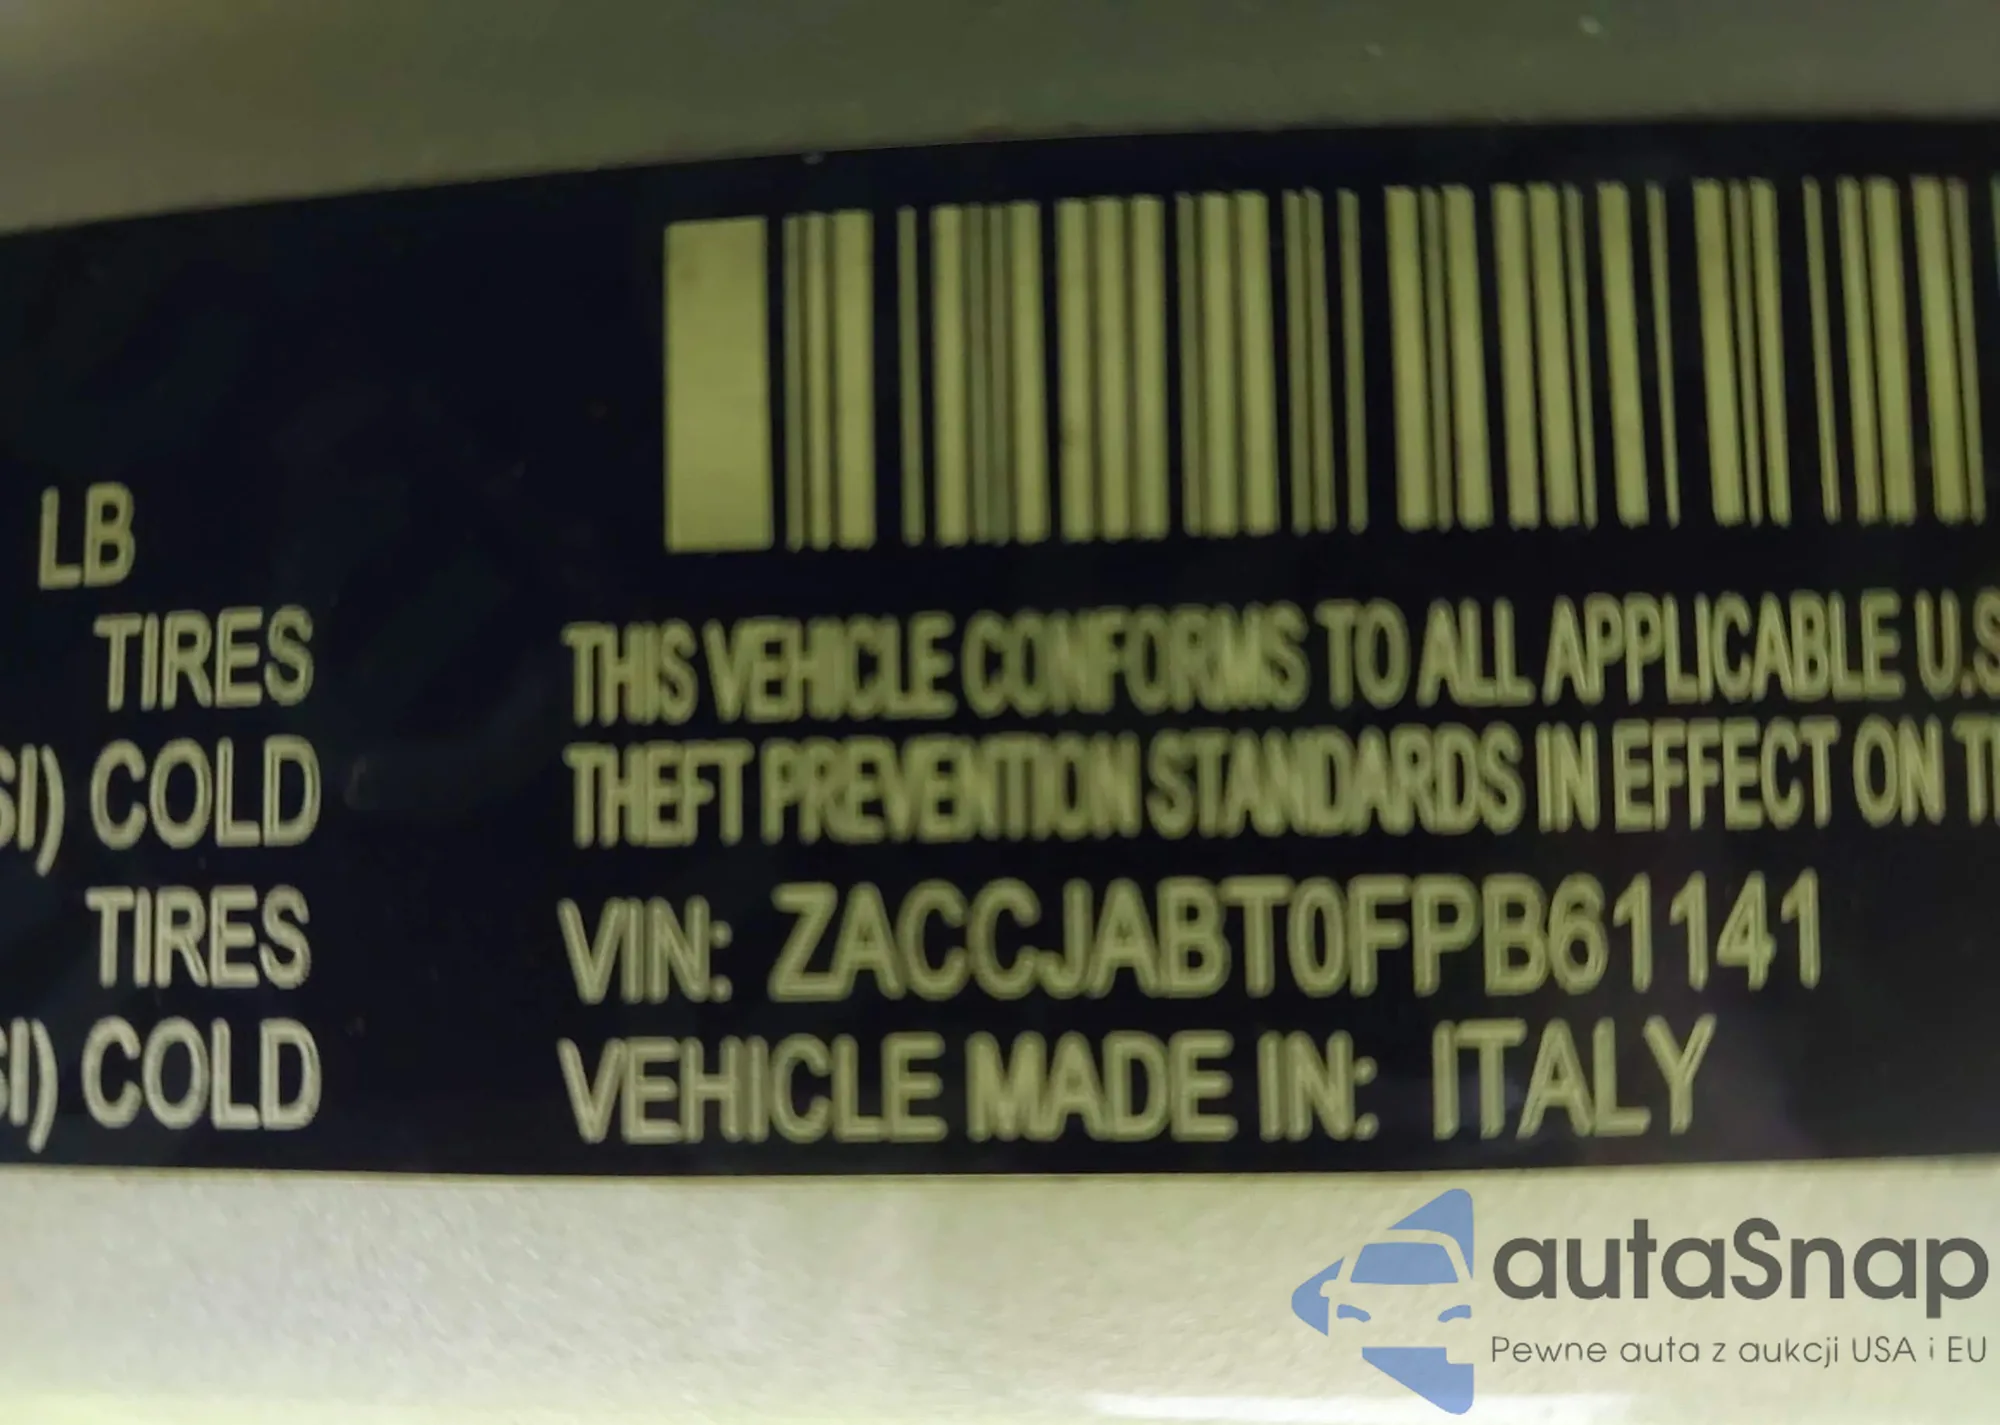 LB
TIRES
SI) COLD
TIRES
SI) COLD
THIS VEHICLE CONFORMS TO ALL APPLICABLE U.S
THEFT PREVENTION STANDARDS IN EFFECT ON
VIN: ZACCJABT0FPB61141
VEHICLE MADE IN: ITALY
autaSnap
Pewne auta z aukcji USA i EU